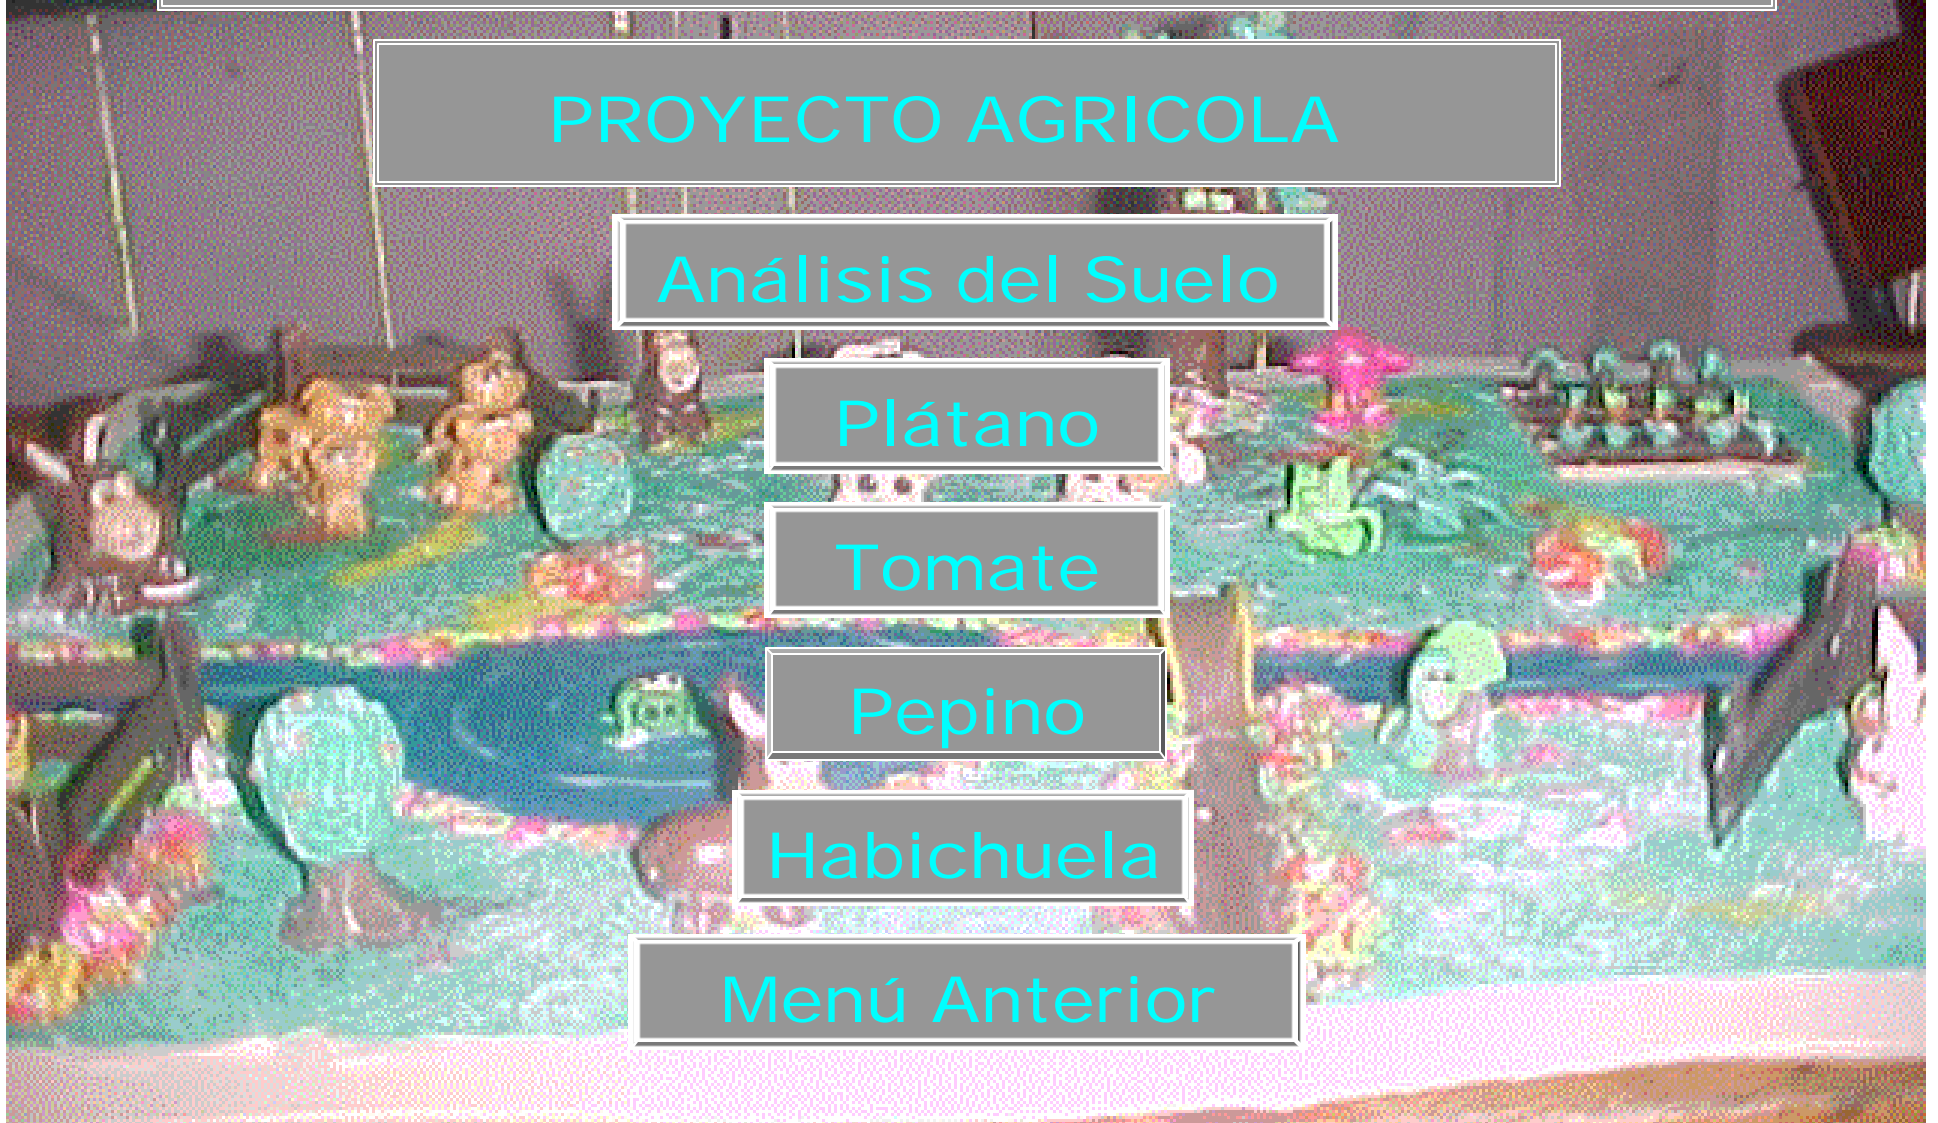 PROYECTO AGRICOLA
Análisis del Suelo
Plátano
Tomate
Pepino
Habichuela
Menú Anterior